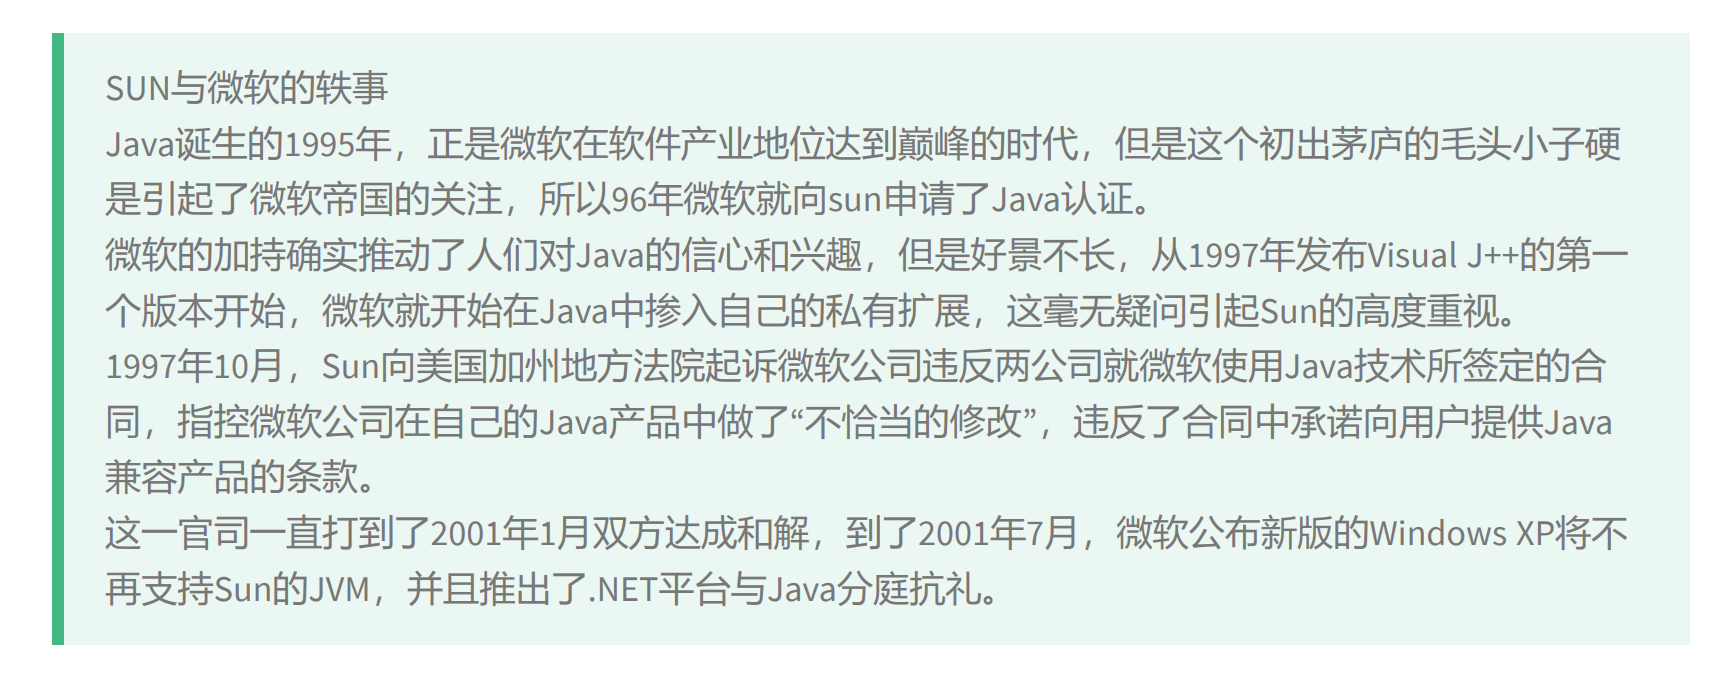 SUN与微软的轶事
Java诞生的1995年，正是微软在软件产业地位达到巅峰的时代，但是这个初出茅庐的毛头小子硬
是引起了微软帝国的关注，所以96年微软就向sun申请了Java认证。
微软的加持确实推动了人们对Java的信心和兴趣，但是好景不长，从1997年发布Visual J++的第一
个版本开始，微软就开始在Java中掺入自己的私有扩展，这毫无疑问引起Sun的高度重视。
1997年10月，Sun向美国加州地方法院起诉微软公司违反两公司就微软使用Java技术所签定的合
同，指控微软公司在自己的Java产品中做了“不恰当的修改”，违反了合同中承诺向用户提供Java
兼容产品的条款。
这一官司一直打到了2001年1月双方达成和解，到了2001年7月，微软公布新版的Windows XP将不
再支持Sun的JVM，并且推出了.NET平台与Java分庭抗礼。